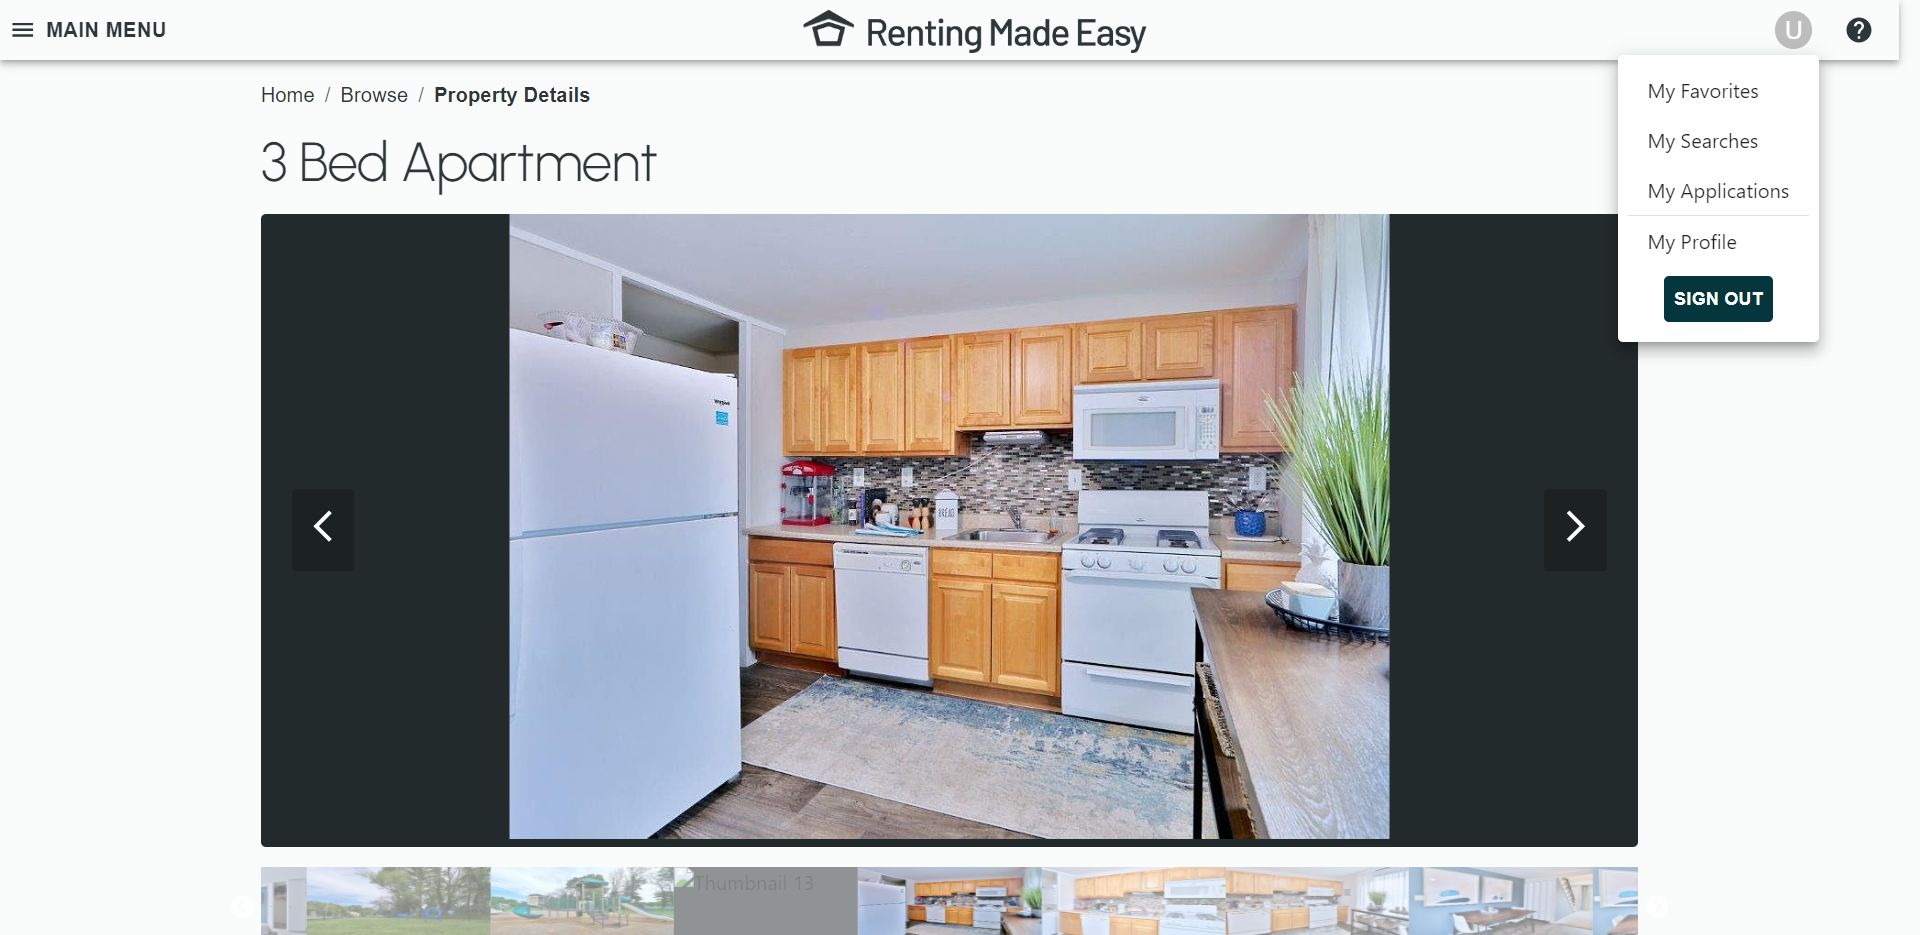 MAIN MENU
Renting Made Easy
U
?
Home / Browse / Property Details
3 Bed Apartment
My Favorites
My Searches
My Applications
My Profile
SIGN OUT
BREAD
Thumbnail 13